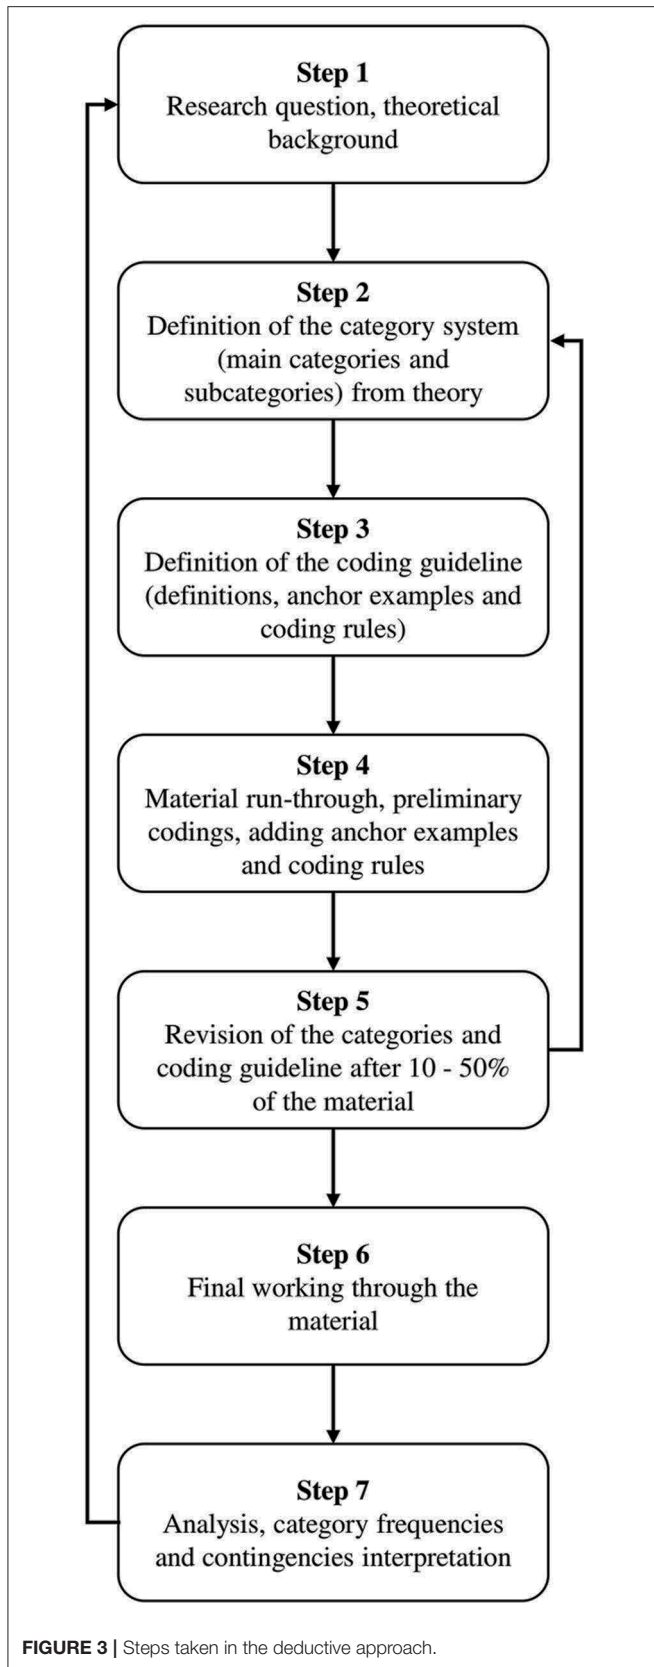 Step 1
Research question, theoretical
background
Step 2
Definition of the category system
(main categories and
subcategories) from theory
Step 3
Definition of the coding guideline
(definitions, anchor examples and
coding rules)
Step 4
Material run-through, preliminary
codings, adding anchor examples
and coding rules
Step 5
Revision of the categories and
coding guideline after 10 - 50%
of the material
Step 6
Final working through the
material
Step 7
Analysis, category frequencies
and contingencies interpretation
FIGURE 3 | Steps taken in the deductive approach.